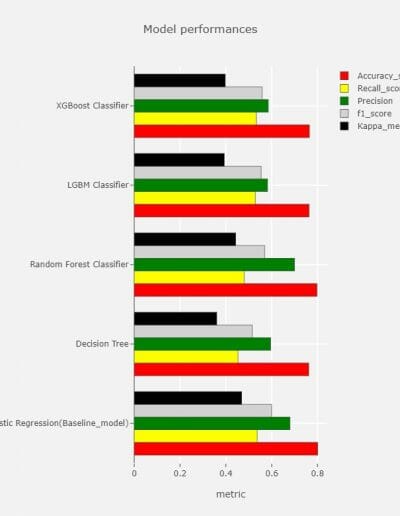 Model performances
XGBoost Classifier
LGBM Classifier
Random Forest Classifier
Decision Tree
stic Regression(Baseline_model)
0 0.2 0.4 0.6 0.8
metric
Accuracy_s
Recall_scor
Precision
f1_score
Kappa_me